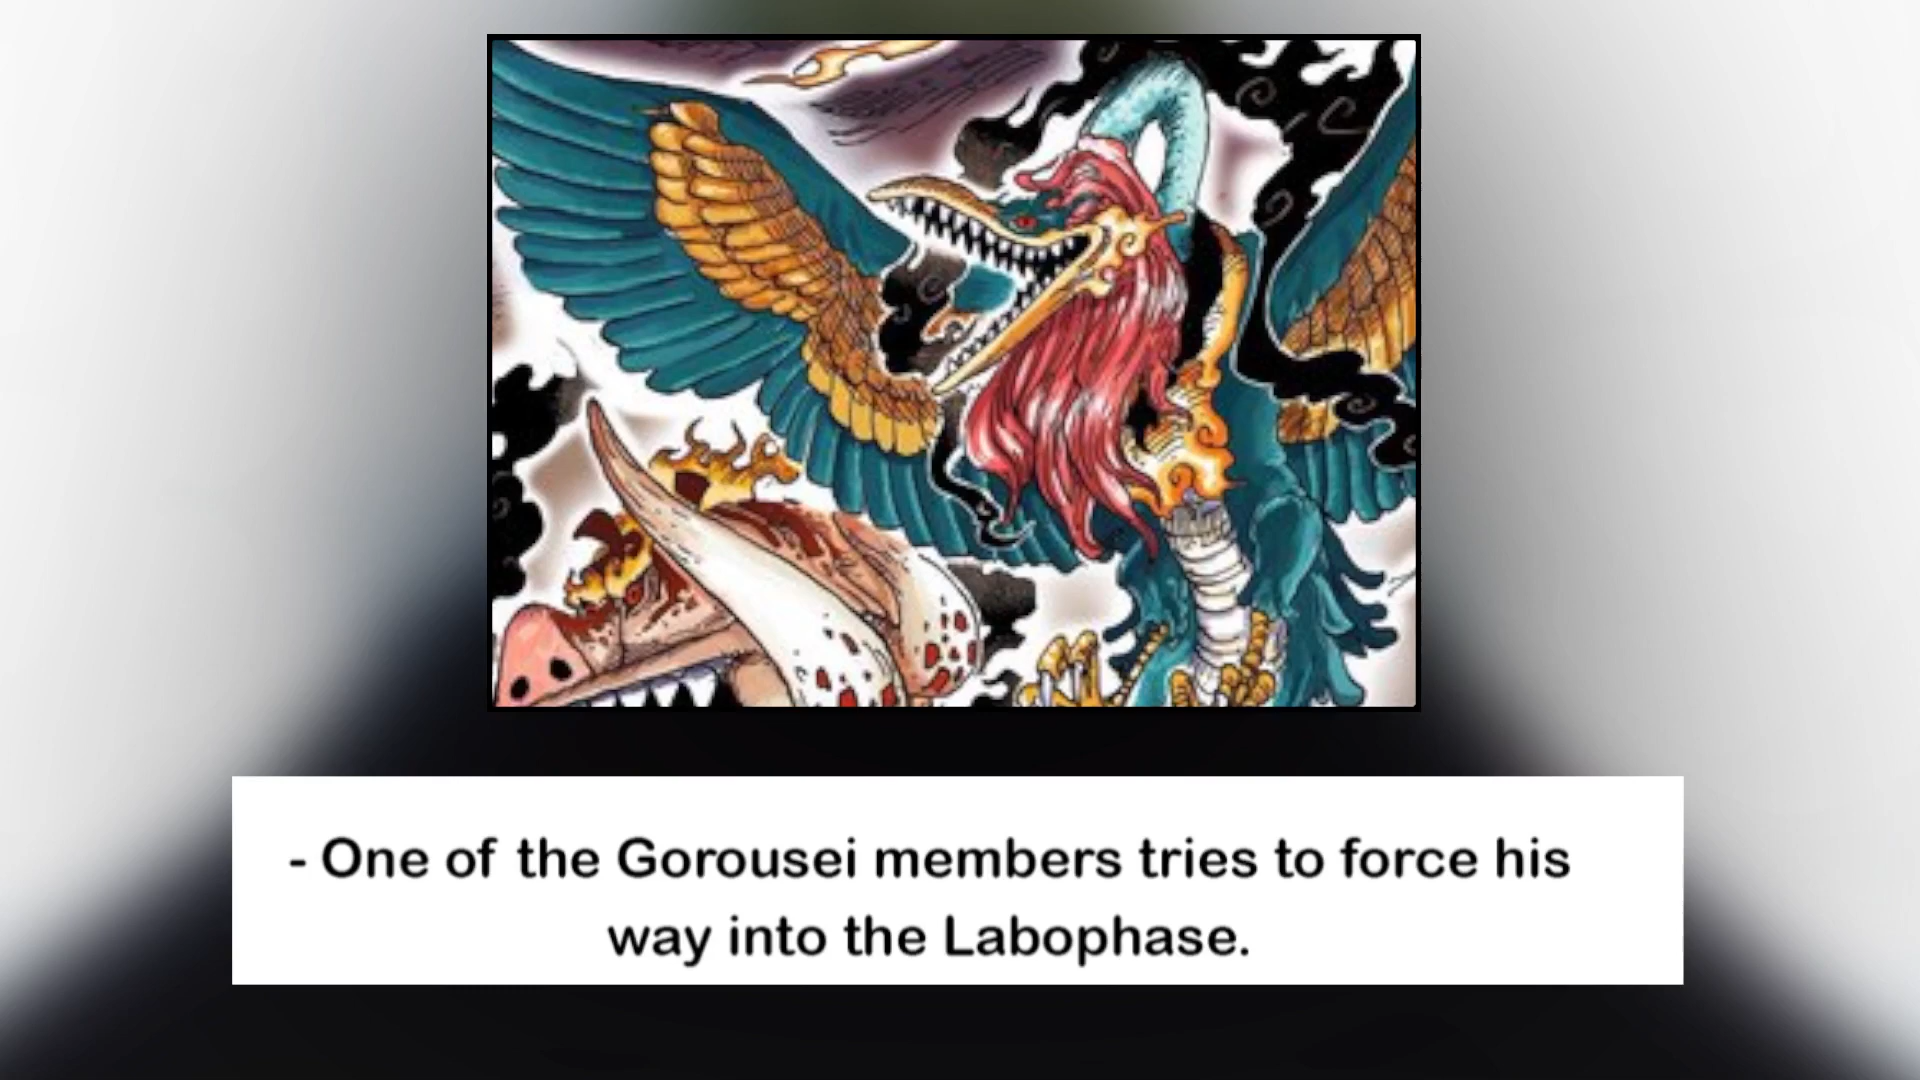 - One of the Gorousei members tries to force his
way into the Labophase.